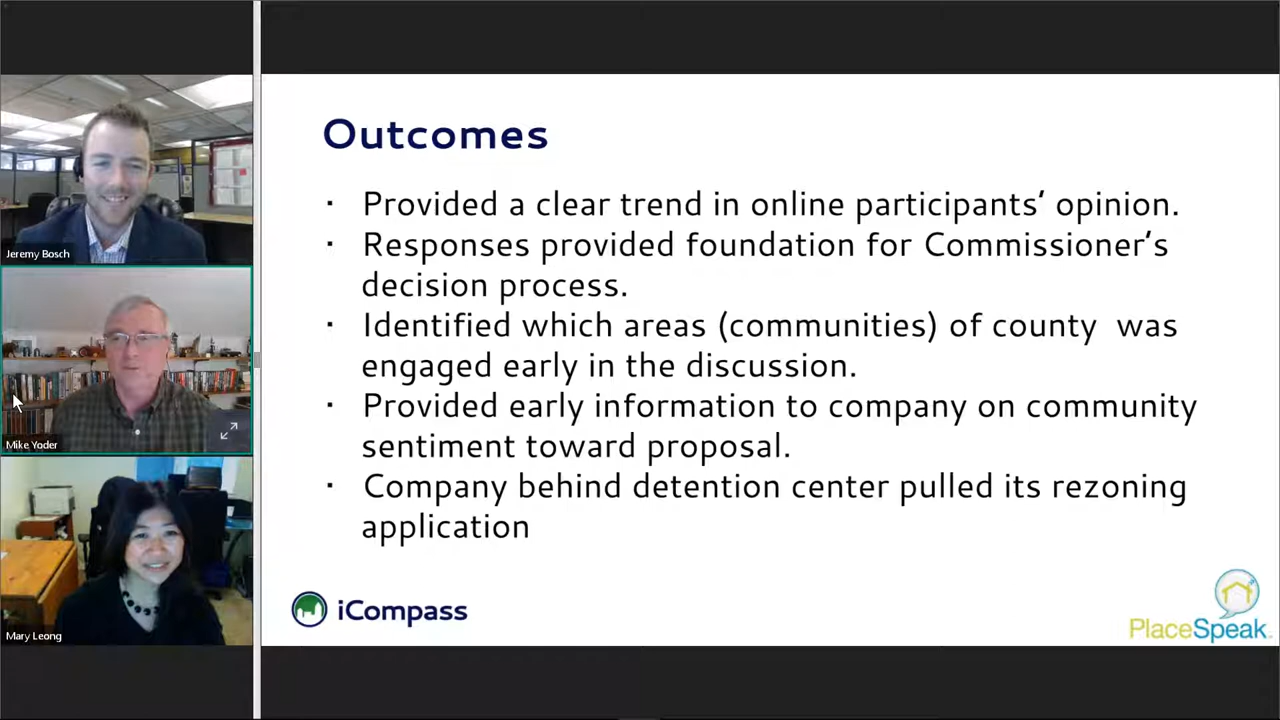 Jeremy Bosch
Mike Yoder
Mary Leong
Outcomes
· Provided a clear trend in online participants’ opinion.
· Responses provided foundation for Commissioner’s
decision process.
· Identified which areas (communities) of county  was
engaged early in the discussion.
· Provided early information to company on community
sentiment toward proposal.
· Company behind detention center pulled its rezoning
application
iCompass
PlaceSpeak